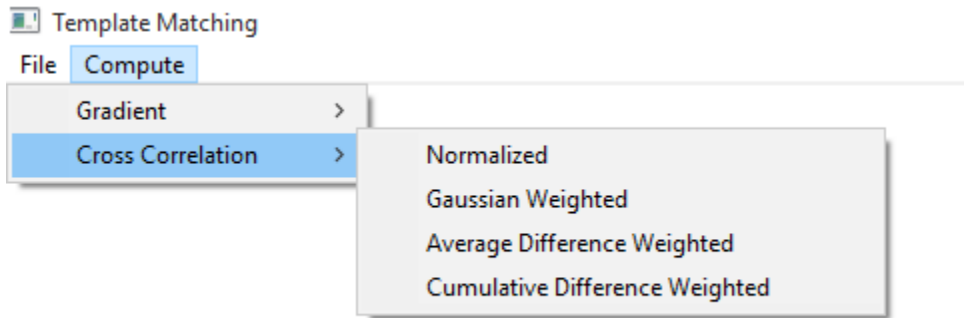 Template Matching
File Compute
Gradient >
Cross Correlation >
Normalized
Gaussian Weighted
Average Difference Weighted
Cumulative Difference Weighted